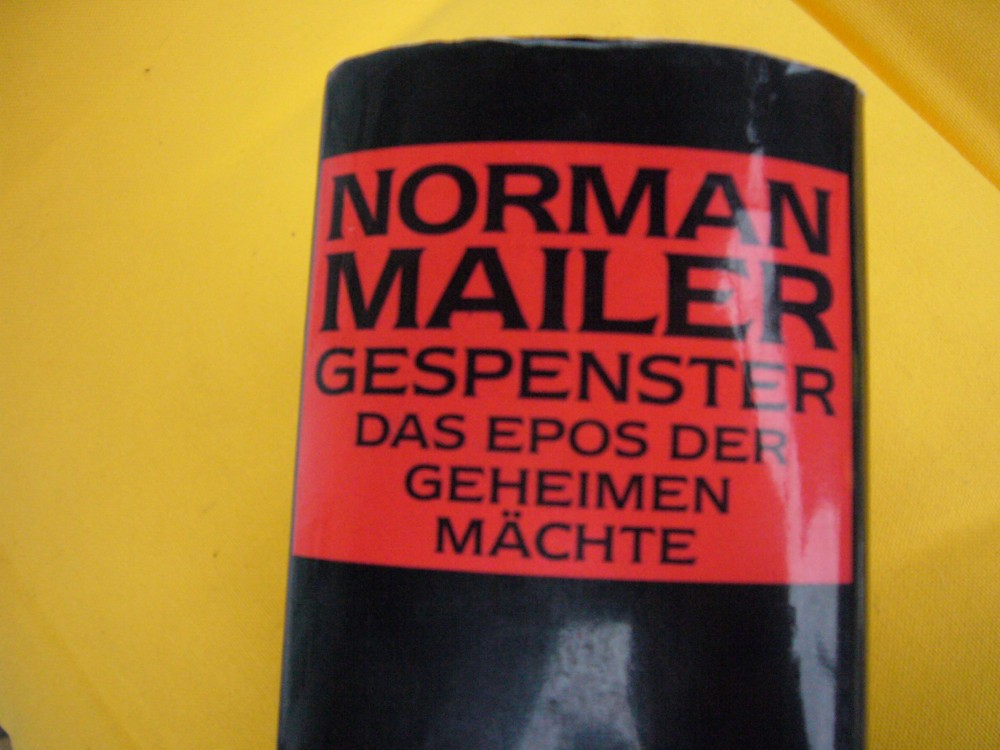 NORMAN
MAILER
GESPENSTER
DAS EPOS DER
GEHEIMEN
MÄCHTE